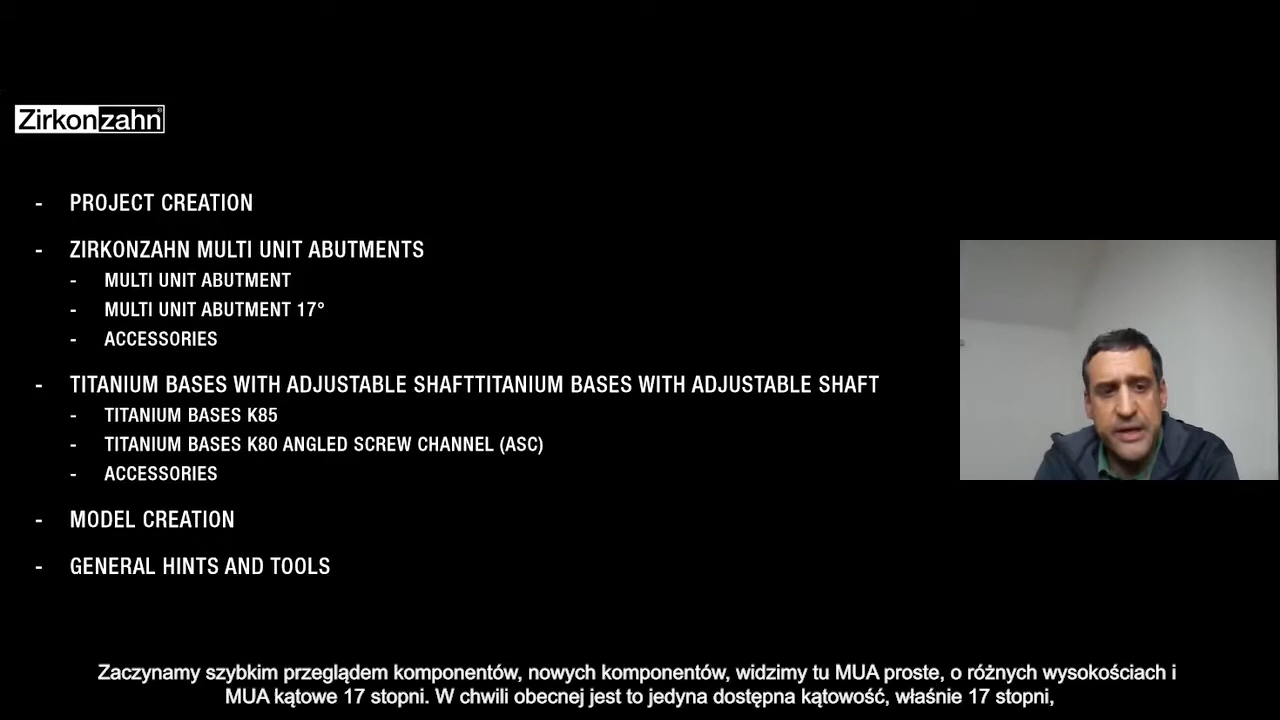 Zirkonzahn®
- PROJECT CREATION
- ZIRKONZAHN MULTI UNIT ABUTMENTS
- MULTI UNIT ABUTMENT
- MULTI UNIT ABUTMENT 17°
- ACCESSORIES
- TITANIUM BASES WITH ADJUSTABLE SHAFTTITANIUM BASES WITH ADJUSTABLE SHAFT
- TITANIUM BASES K85
- TITANIUM BASES K80 ANGLED SCREW CHANNEL (ASC)
- ACCESSORIES
- MODEL CREATION
- GENERAL HINTS AND TOOLS
Zaczynamy szybkim przeglądem komponentów, nowych komponentów, widzimy tu MUA proste, o różnych wysokościach i
MUA kątowe 17 stopni. W chwili obecnej jest to jedyna dostępna kątowość, właśnie 17 stopni,